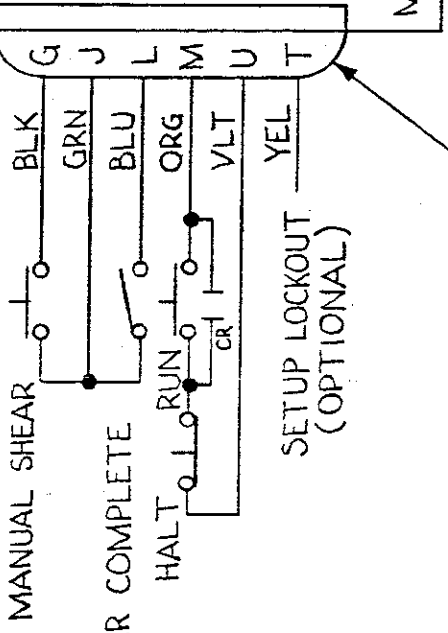 G
J
L
M
U
T
BLK
GRN
BLU
ORG
VLT
YEL
MANUAL SHEAR
R COMPLETE
HALT
RUN
CR
SETUP LOCKOUT
(OPTIONAL)
M